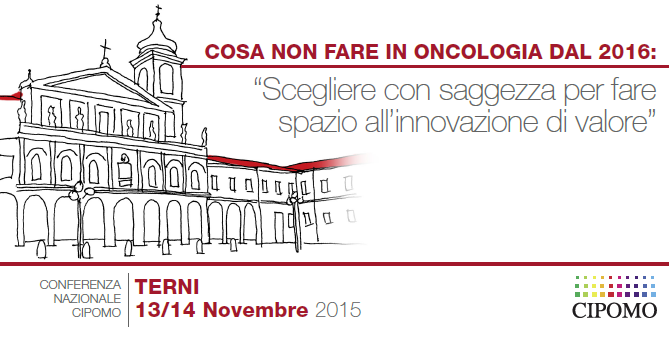 COSA NON FARE IN ONCOLOGIA DAL 2016:
“Scegliere con saggezza per fare
spazio all’innovazione di valore”
CONFERENZA
NAZIONALE
CIPOMO
TERNI
13/14 Novembre 2015
CIPOMO